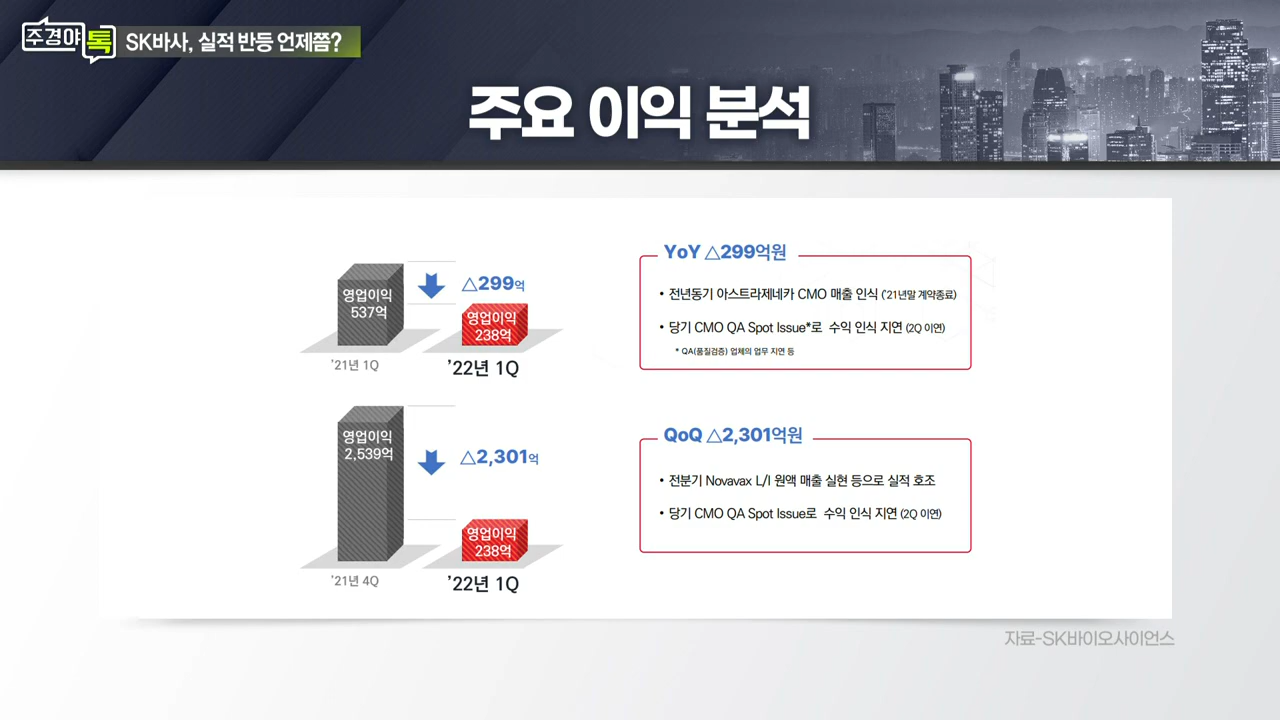 주경야톡
SK바사, 실적 반등 언제쯤?
주요 이익 분석
영업이익
537억
△299억
영업이익
238억
’21년 1Q
’22년 1Q
YoY △299억원
• 전년동기 아스트라제네카 CMO 매출 인식 (’21년말 계약종료)
• 당기 CMO QA Spot Issue*로 수익 인식 지연 (2Q 이연)
* QA(품질검증) 업체의 업무 지연 등
영업이익
2,539억
△2,301억
영업이익
238억
’21년 4Q
’22년 1Q
QoQ △2,301억원
• 전분기 Novavax L/I 원액 매출 실현 등으로 실적 호조
• 당기 CMO QA Spot Issue로 수익 인식 지연 (2Q 이연)
자료-SK바이오사이언스